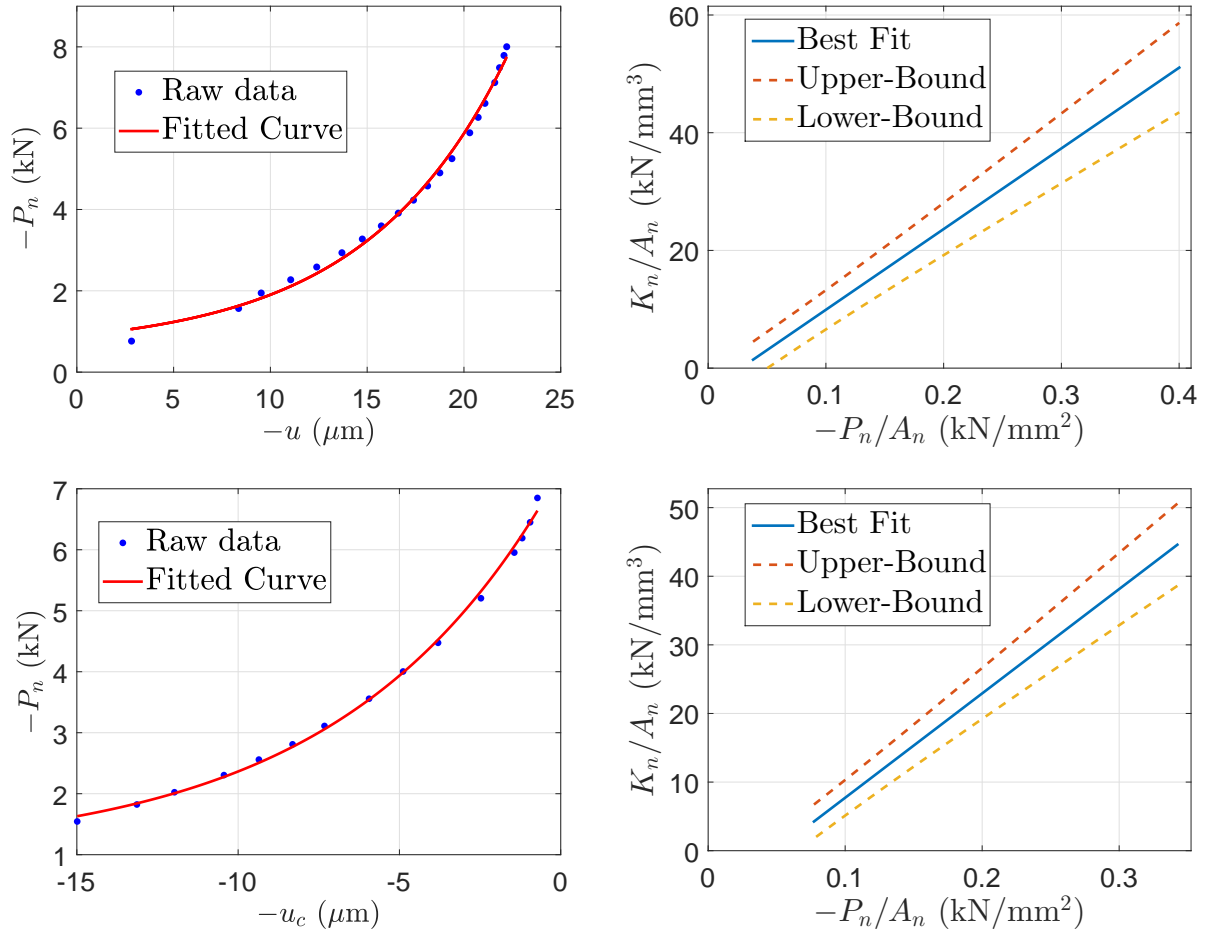 8
6
4
2
0
−P_n (kN)
Raw data
Fitted Curve
0 5 10 15 20 25
−u (μm)
60
40
20
0
K_n/A_n (kN/mm³)
Best Fit
Upper-Bound
Lower-Bound
0 0.1 0.2 0.3 0.4
−P_n/A_n (kN/mm²)
7
6
5
4
3
2
1
−P_n (kN)
Raw data
Fitted Curve
-15 -10 -5 0
−u_c (μm)
50
40
30
20
10
0
K_n/A_n (kN/mm³)
Best Fit
Upper-Bound
Lower-Bound
0 0.1 0.2 0.3
−P_n/A_n (kN/mm²)